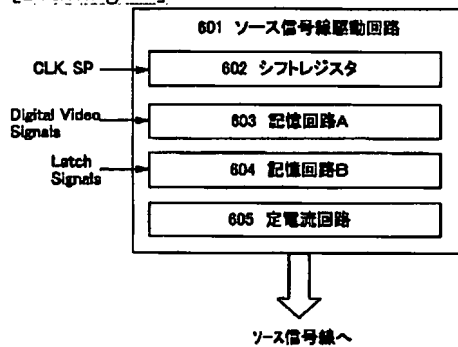 601 ソース信号線駆動回路
CLK, SP
602 シフトレジスタ
Digital Video
Signals
603 記憶回路A
Latch
Signals
604 記憶回路B
605 定電流回路
ソース信号線へ